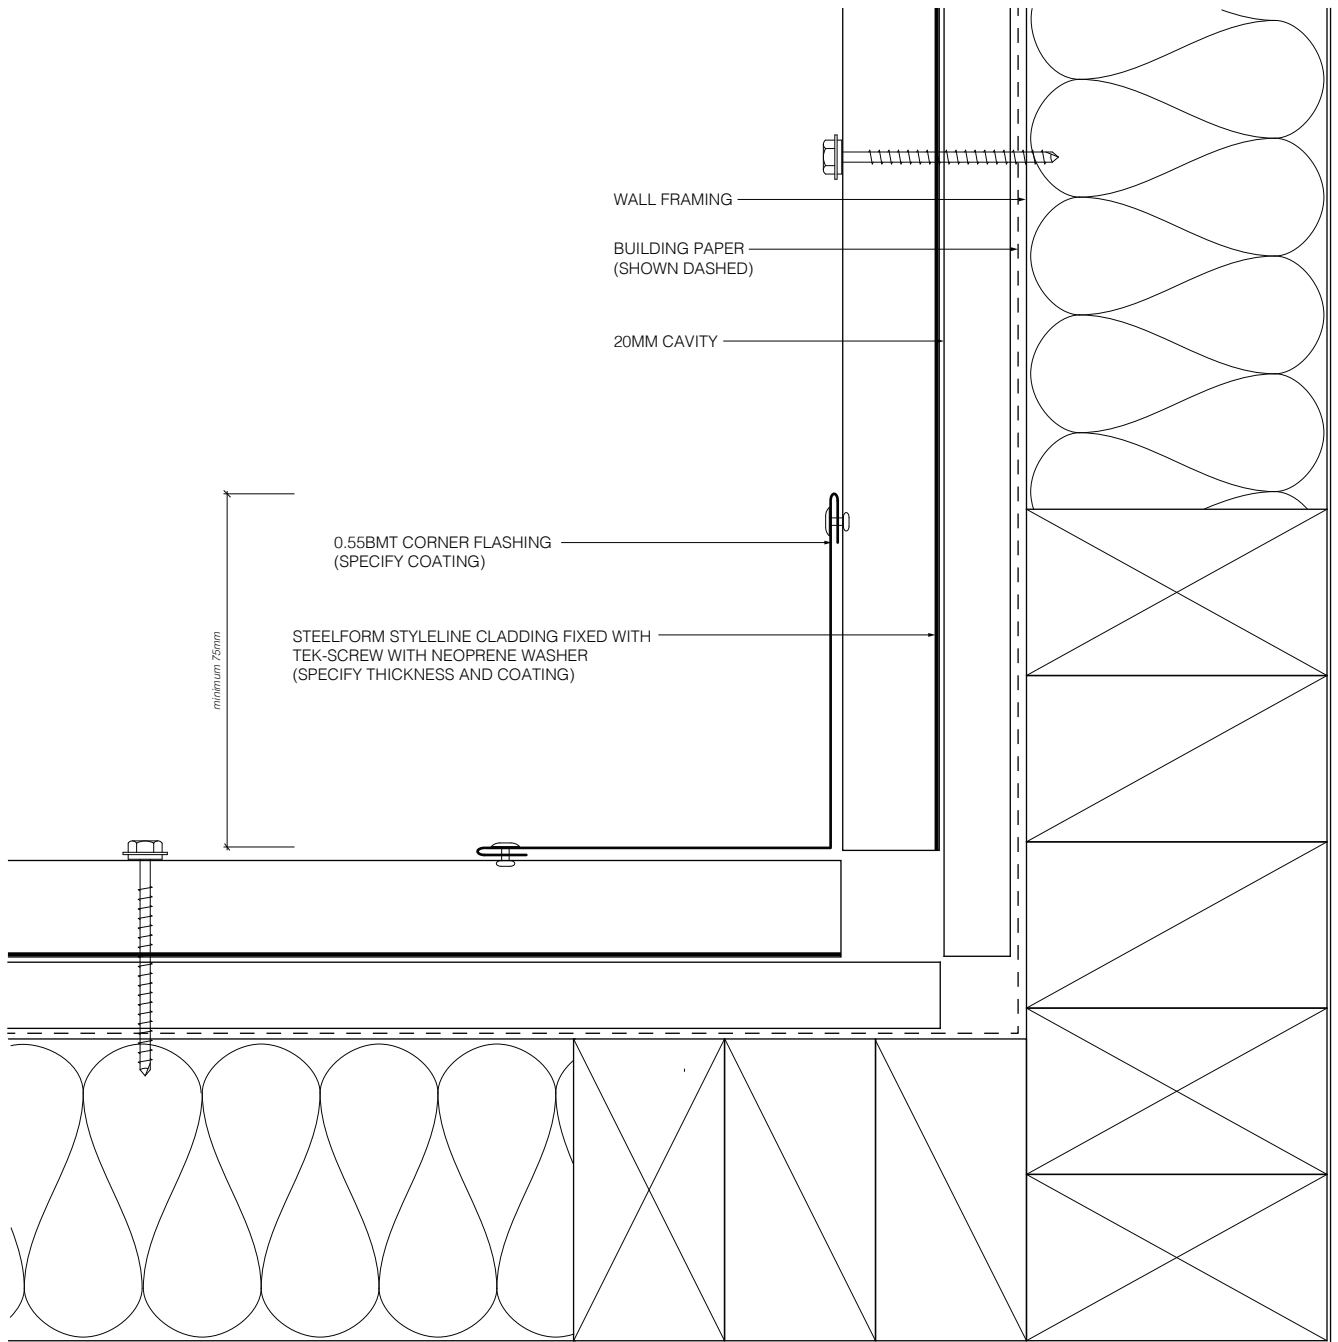 WALL FRAMING
BUILDING PAPER
(SHOWN DASHED)
20MM CAVITY
0.55BMT CORNER FLASHING
(SPECIFY COATING)
minimum 75mm
STEELFORM STYLELINE CLADDING FIXED WITH
TEK-SCREW WITH NEOPRENE WASHER
(SPECIFY THICKNESS AND COATING)